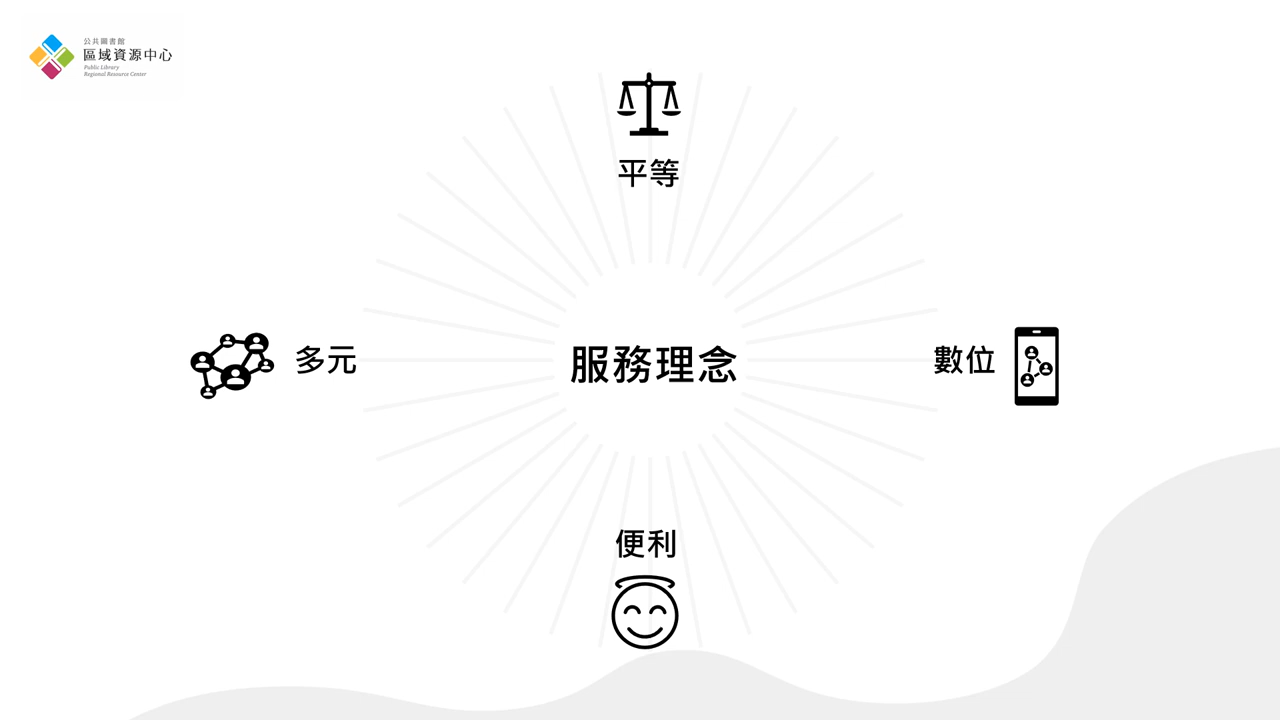 公共圖書館
區域資源中心
Public Library
Regional Resource Center
平等
多元
服務理念
數位
便利